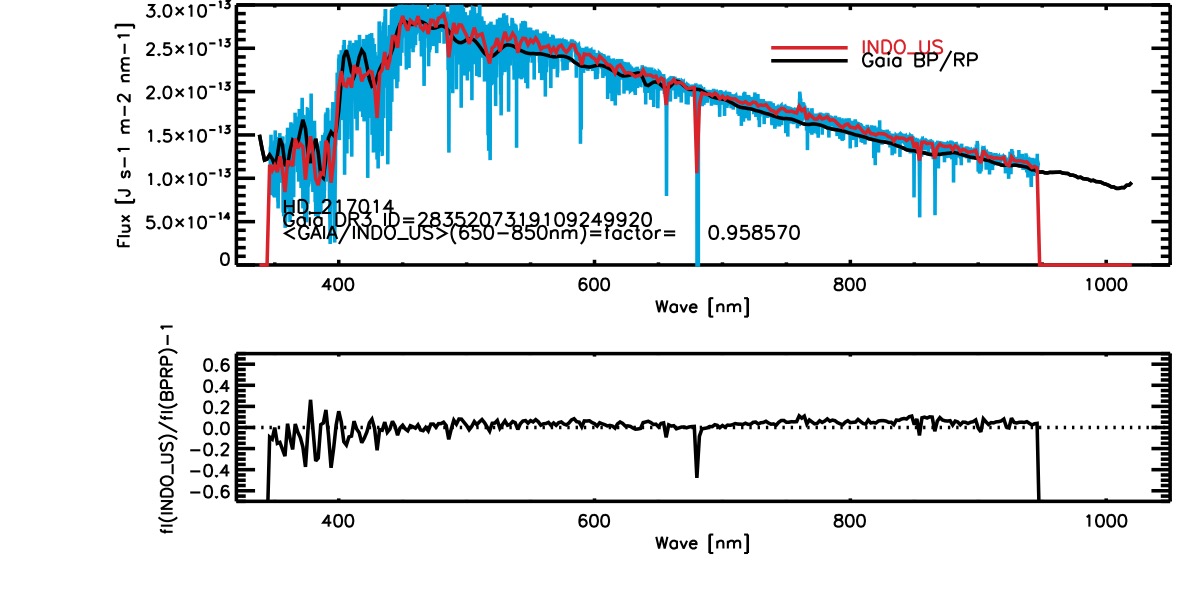 3.0×10−13
2.5×10−13
2.0×10−13
1.5×10−13
1.0×10−13
5.0×10−14
0
Flux [J s−1 m−2 nm−1]
INDO_US
Gaia BP/RP
HD_217014
Gaia DR3 ID=2835207319109249920
<GAIA/INDO_US>(650−850nm)=factor= 0.958570
400 600 800 1000
Wave [nm]
fl(INDO_US)/fl(BPRP)−1
0.6
0.4
0.2
0.0
−0.2
−0.4
−0.6
400 600 800 1000
Wave [nm]